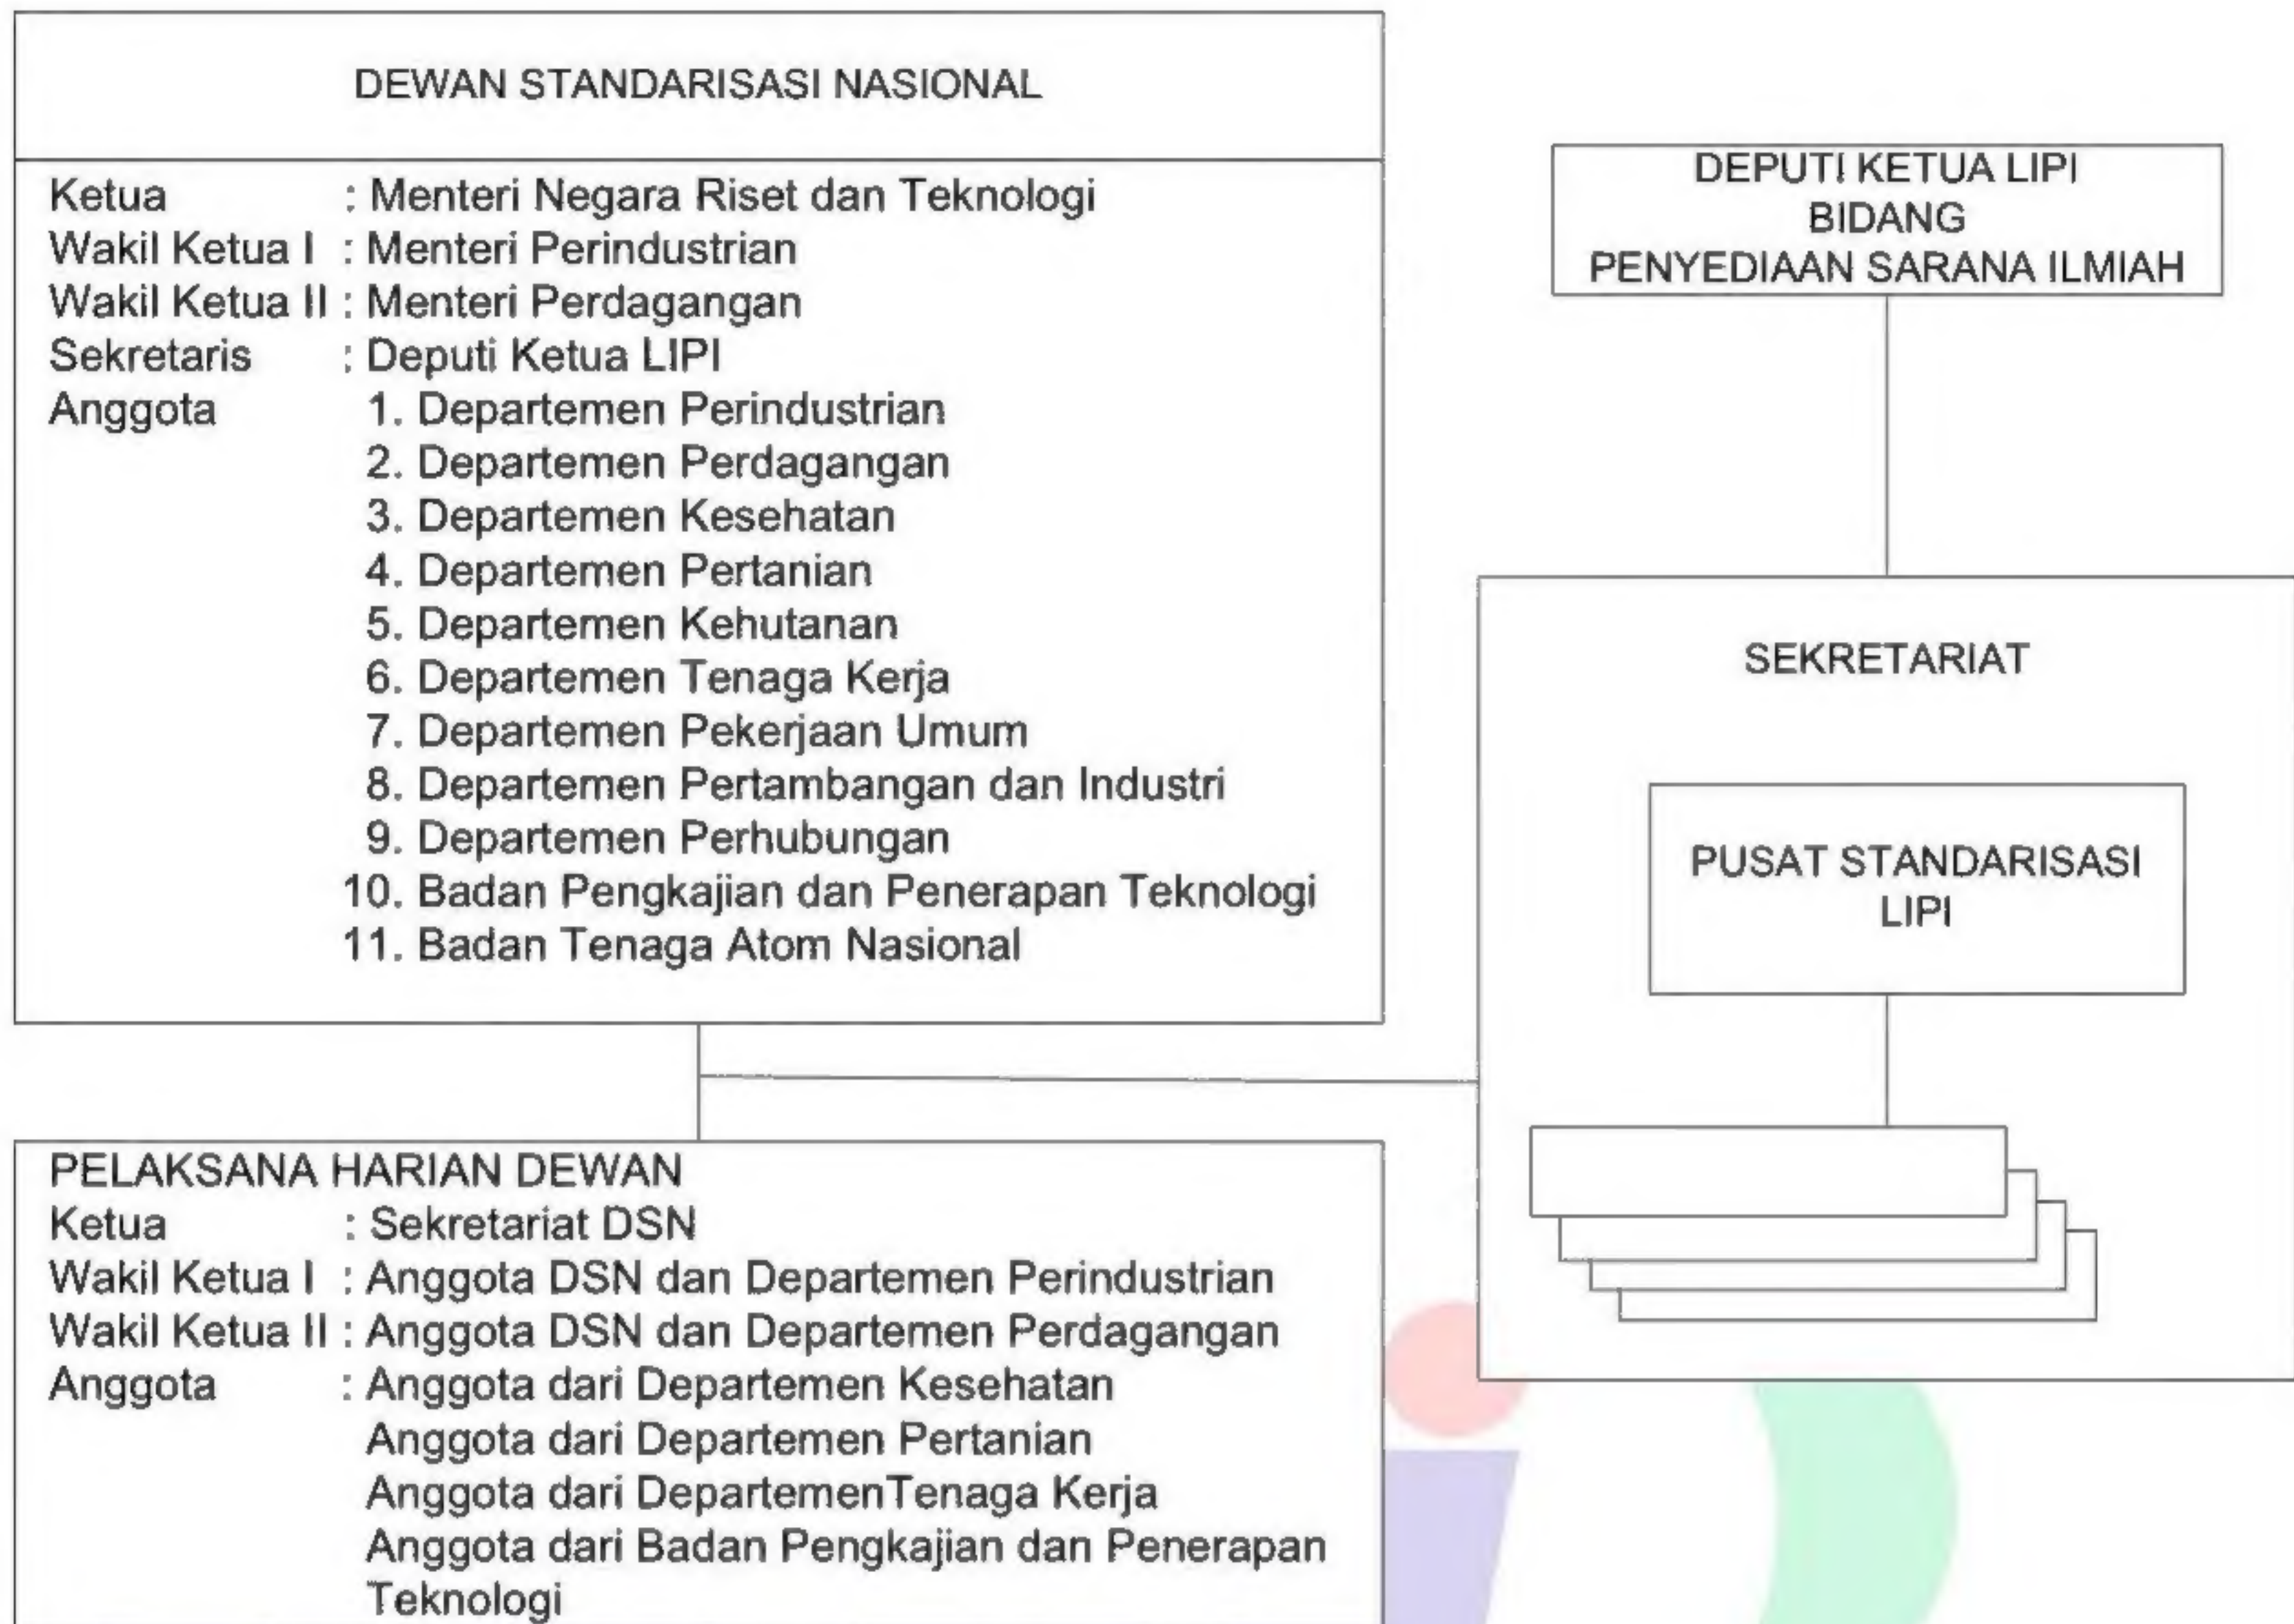 DEWAN STANDARISASI NASIONAL
Ketua : Menteri Negara Riset dan Teknologi
Wakil Ketua I : Menteri Perindustrian
Wakil Ketua II : Menteri Perdagangan
Sekretaris : Deputi Ketua LIPI
Anggota 1. Departemen Perindustrian
2. Departemen Perdagangan
3. Departemen Kesehatan
4. Departemen Pertanian
5. Departemen Kehutanan
6. Departemen Tenaga Kerja
7. Departemen Pekerjaan Umum
8. Departemen Pertambangan dan Industri
9. Departemen Perhubungan
10. Badan Pengkajian dan Penerapan Teknologi
11. Badan Tenaga Atom Nasional
DEPUTI KETUA LIPI
BIDANG
PENYEDIAAN SARANA ILMIAH
SEKRETARIAT
PUSAT STANDARISASI
LIPI
PELAKSANA HARIAN DEWAN
Ketua : Sekretariat DSN
Wakil Ketua I : Anggota DSN dan Departemen Perindustrian
Wakil Ketua II : Anggota DSN dan Departemen Perdagangan
Anggota : Anggota dari Departemen Kesehatan
Anggota dari Departemen Pertanian
Anggota dari DepartemenTenaga Kerja
Anggota dari Badan Pengkajian dan Penerapan
Teknologi